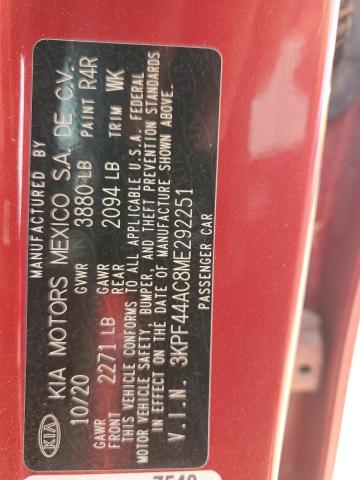 MANUFACTURED BY
KIA KIA MOTORS MEXICO S.A. DE C.V.
10/20 GVWR 3880 LB PAINT R4R
GAWR FRONT 2271 LB GAWR REAR 2094 LB TRIM WK
THIS VEHICLE CONFORMS TO ALL APPLICABLE U.S.A. FEDERAL
MOTOR VEHICLE SAFETY, BUMPER, AND THEFT PREVENTION STANDARDS
IN EFFECT ON THE DATE OF MANUFACTURE SHOWN ABOVE.
V.I.N. 3KPF44AC8ME292251
PASSENGER CAR